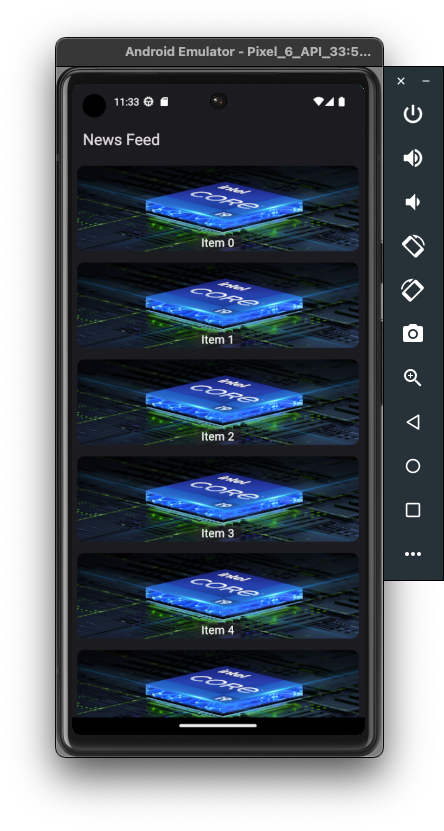 Android Emulator - Pixel_6_API_33:5...
11:33
News Feed
intel
CORE
i9
Item 0
intel
CORE
i9
Item 1
intel
CORE
i9
Item 2
intel
CORE
i9
Item 3
intel
CORE
i9
Item 4
intel
CORE
i9